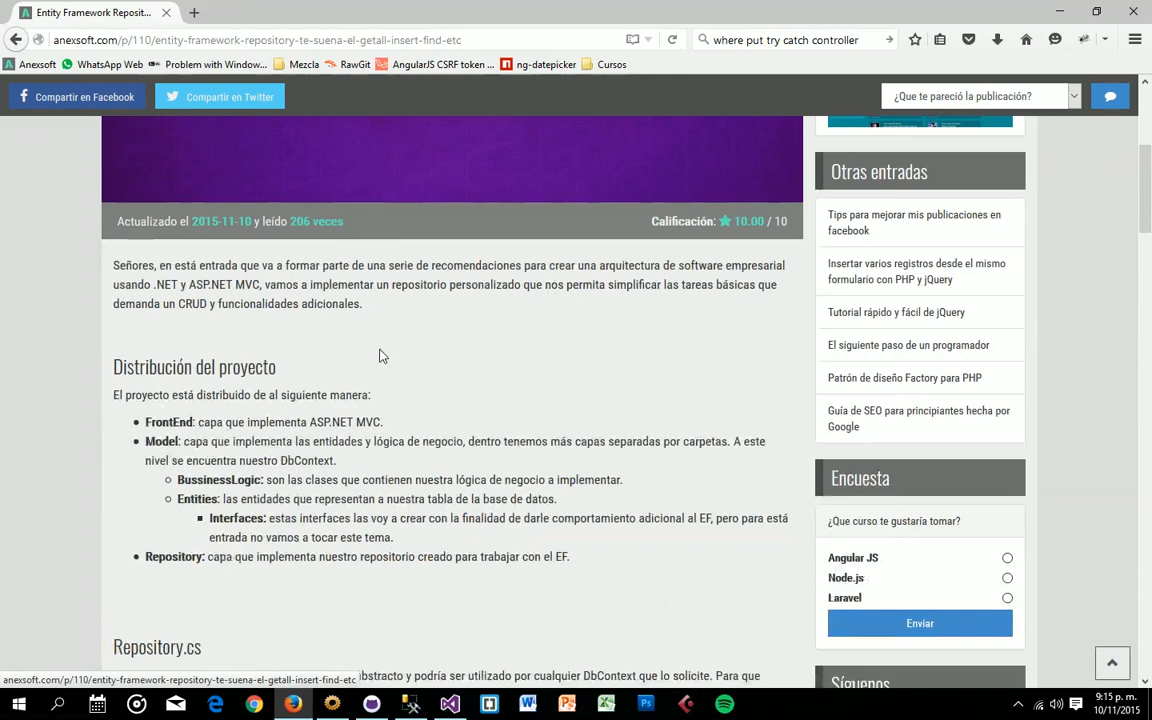 Entity Framework Reposit...
anexsoft.com/p/110/entity-framework-repository-te-suena-el-getall-insert-find-etc
where put try catch controller
Anexsoft
WhatsApp Web
Problem with Window...
Mezcla
RawGit
AngularJS CSRF token ...
ng-datepicker
Cursos
Compartir en Facebook
Compartir en Twitter
¿Que te pareció la publicación?
Actualizado el 2015-11-10 y leído 206 veces
Calificación: 10.00 / 10
Señores, en está entrada que va a formar parte de una serie de recomendaciones para crear una arquitectura de software empresarial
usando .NET y ASP.NET MVC, vamos a implementar un repositorio personalizado que nos permita simplificar las tareas básicas que
demanda un CRUD y funcionalidades adicionales.
Distribución del proyecto
El proyecto está distribuido de al siguiente manera:
FrontEnd: capa que implementa ASP.NET MVC.
Model: capa que implementa las entidades y lógica de negocio, dentro tenemos más capas separadas por carpetas. A este
nivel se encuentra nuestro DbContext.
BussinessLogic: son las clases que contienen nuestra lógica de negocio a implementar.
Entities: las entidades que representan a nuestra tabla de la base de datos.
Interfaces: estas interfaces las voy a crear con la finalidad de darle comportamiento adicional al EF, pero para está
entrada no vamos a tocar este tema.
Repository: capa que implementa nuestro repositorio creado para trabajar con el EF.
Repository.cs
abstracto y podría ser utilizado por cualquier DbContext que lo solicite. Para que
Otras entradas
Tips para mejorar mis publicaciones en
facebook
Insertar varios registros desde el mismo
formulario con PHP y jQuery
Tutorial rápido y fácil de jQuery
El siguiente paso de un programador
Patrón de diseño Factory para PHP
Guía de SEO para principiantes hecha por
Google
Encuesta
¿Que curso te gustaría tomar?
Angular JS
Node.js
Laravel
Enviar
Síguenos
anexsoft.com/p/110/entity-framework-repository-te-suena-el-getall-insert-find-etc
9:15 p. m.
10/11/2015